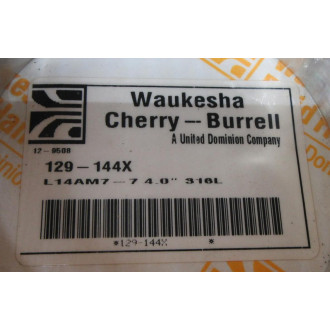 Waukesha
Cherry-Burrell
A United Dominion Company
12-0588
129-144X
L14AM7-7 4.0" 316L
*129-144X *